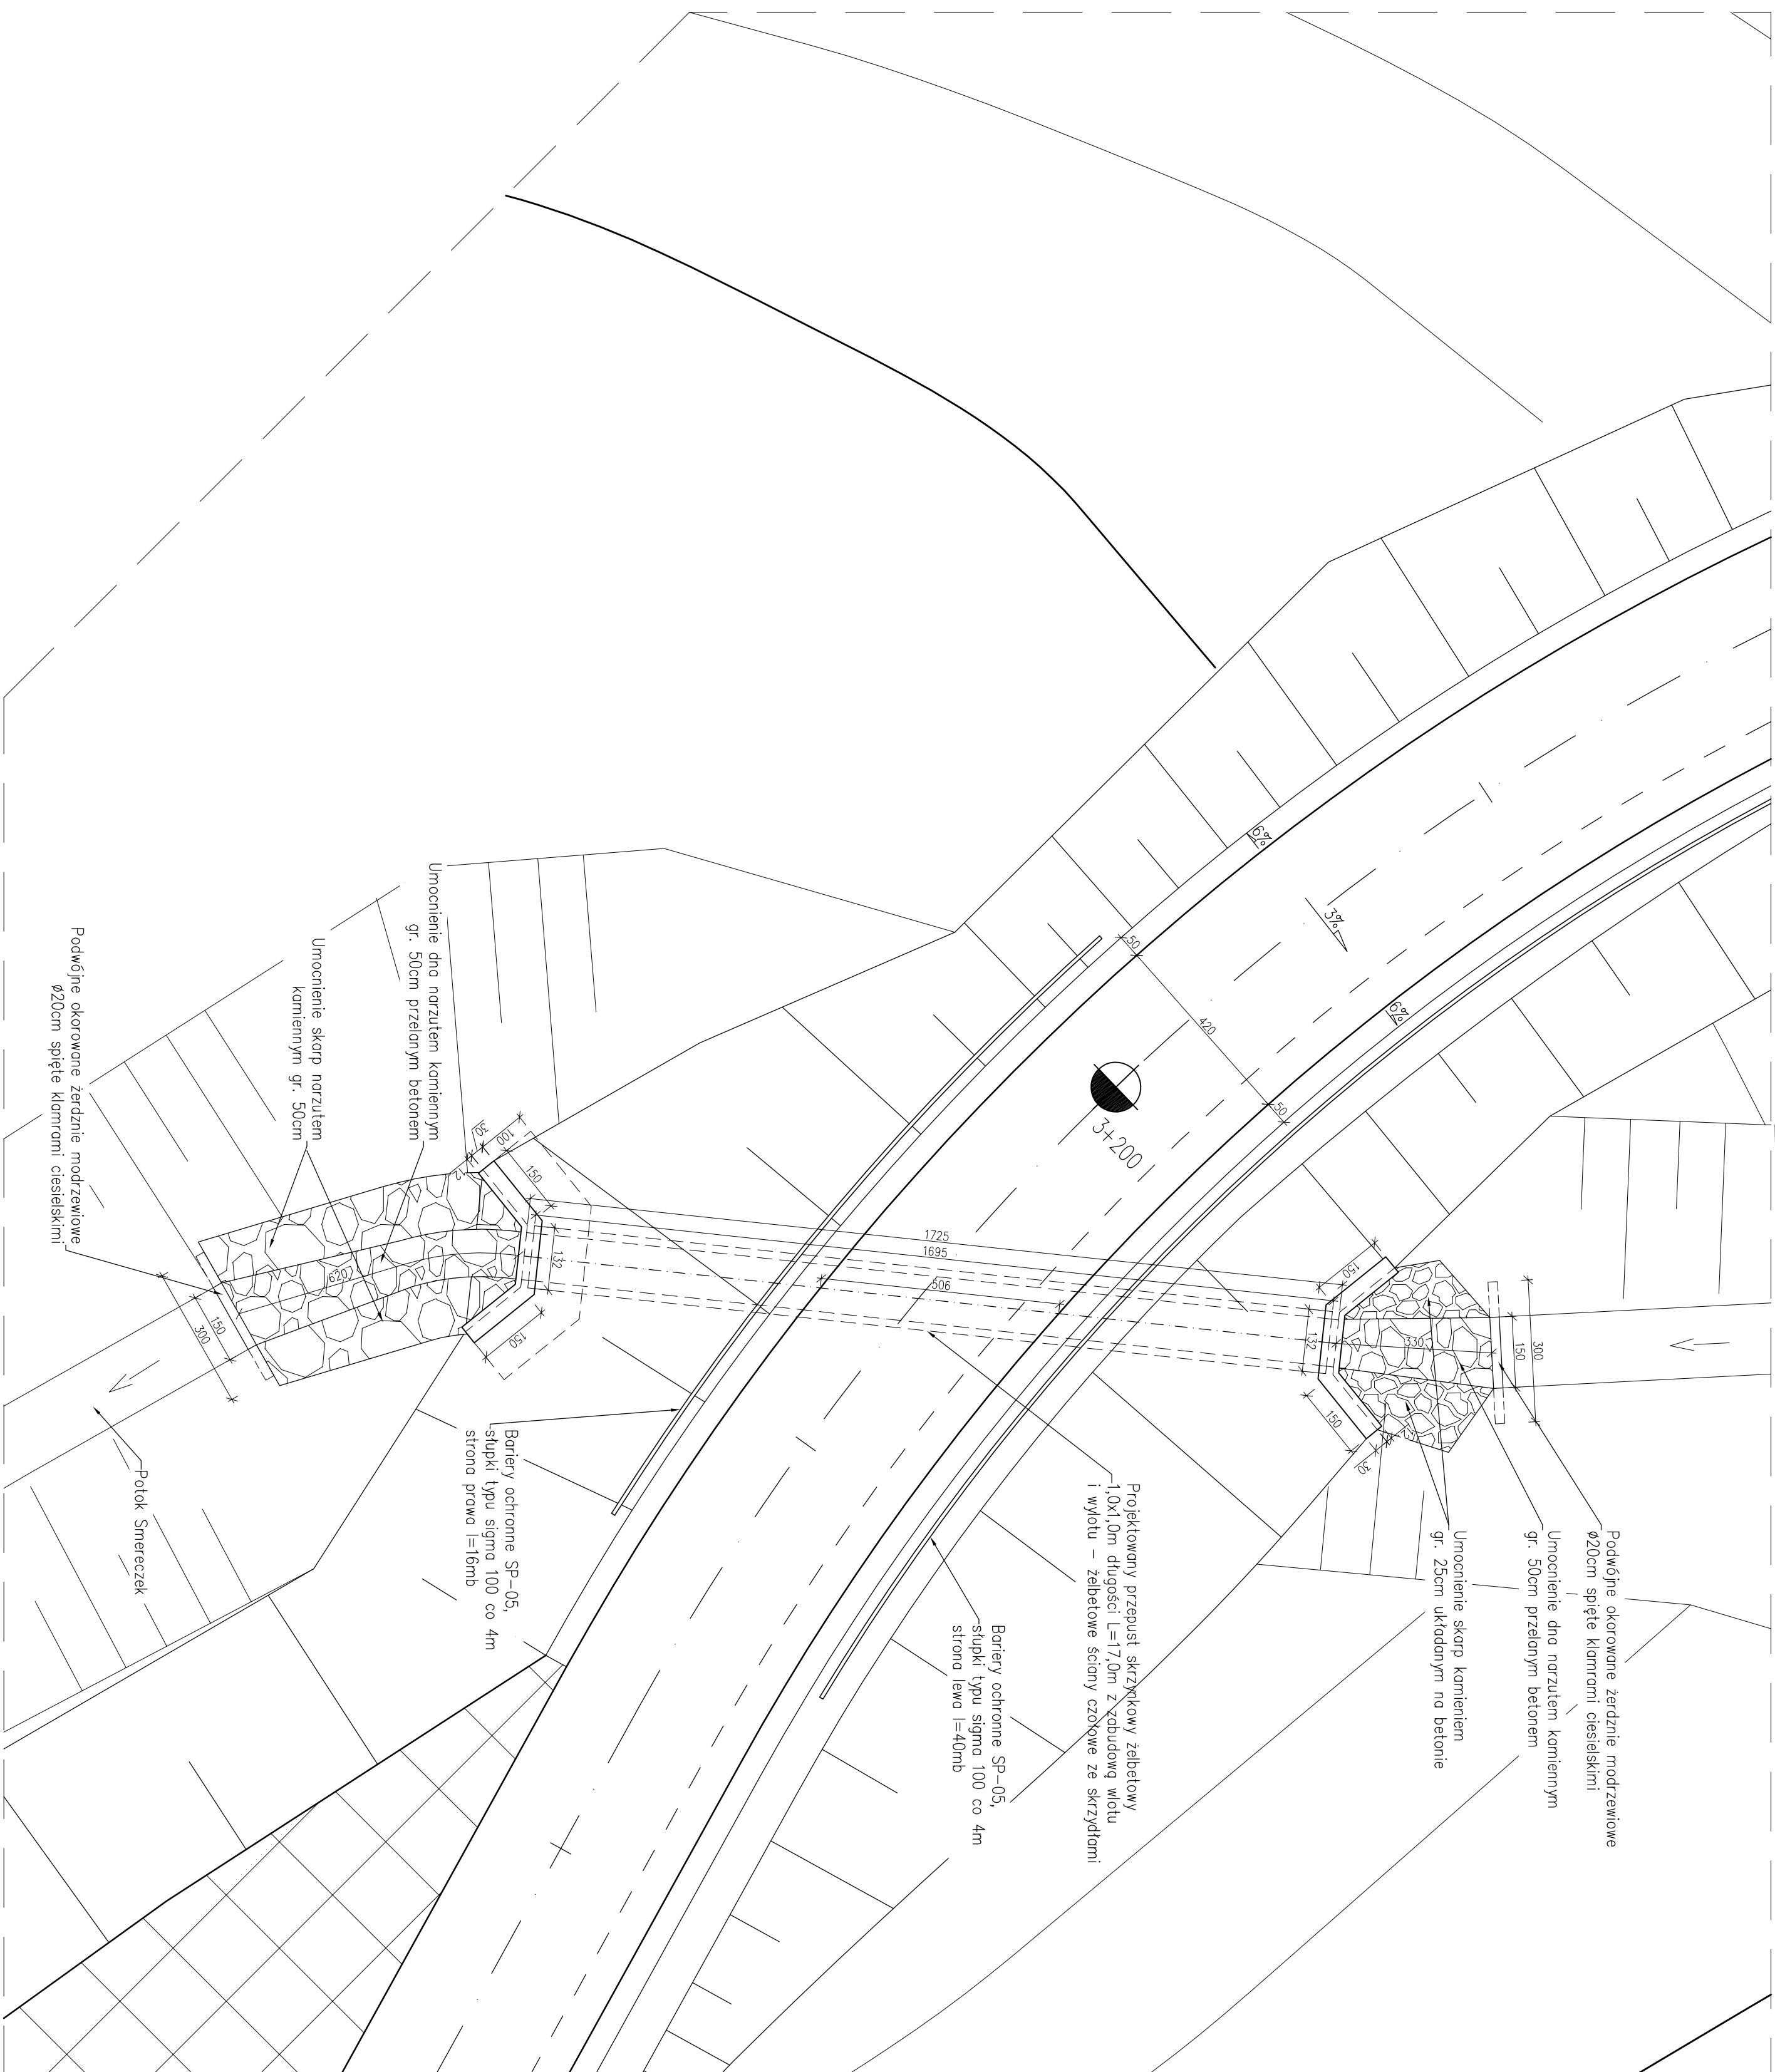 Podwójne okorowane żerdznie modrzewiowe
ø20cm spięte klamrami ciesielskimi
Umocnienie dna narzutem kamiennym
gr. 50cm przelanym betonem
Umocnienie skarp kamieniem
gr. 25cm układanym na betonie
Projektowany przepust skrzynkowy żelbetowy
1,0x1,0m długości L=17,0m z zabudową wlotu
i wylotu – żelbetowe ściany czołowe ze skrzydłami
Bariery ochronne SP-05,
słupki typu sigma 100 co 4m
strona lewa l=40mb
Bariery ochronne SP-05,
słupki typu sigma 100 co 4m
strona prawa l=16mb
Umocnienie dna narzutem kamiennym
gr. 50cm przelanym betonem
Umocnienie skarp narzutem
kamiennym gr. 50cm
Podwójne okorowane żerdznie modrzewiowe
ø20cm spięte klamrami ciesielskimi
Potok Smereczek
3+200
6%
3%
6%
50
420
50
300
150
330
150
132
150
30
1725
1695
506
132
150
100
30
12
150
620
150
300